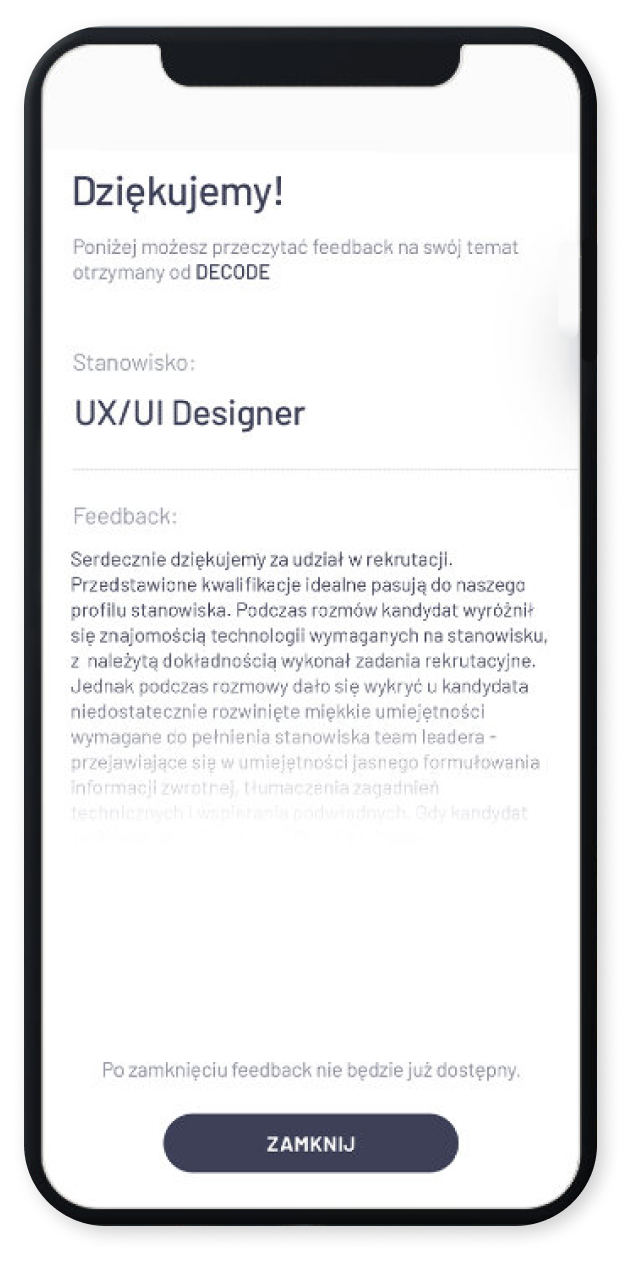 Dziękujemy!
Poniżej możesz przeczytać feedback na swój temat
otrzymany od DECODE
Stanowisko:
UX/UI Designer
Feedback:
Serdecznie dziękujemy za udział w rekrutacji.
Przedstawione kwalifikacje idealne pasują do naszego
profilu stanowiska. Podczas rozmów kandydat wyróżnił
się znajomością technologii wymaganych na stanowisku,
z należytą dokładnością wykonał zadania rekrutacyjne.
Jednak podczas rozmowy dało się wykryć u kandydata
niedostatecznie rozwinięte miękkie umiejętności
wymagane do pełnienia stanowiska team leadera -
przejawiające się w umiejętności jasnego formułowania
informacji zwrotnej, tłumaczenia zagadnień
technicznych i wspierania podwładnych. Gdy kandydat
Po zamknięciu feedback nie będzie już dostępny.
ZAMKNIJ